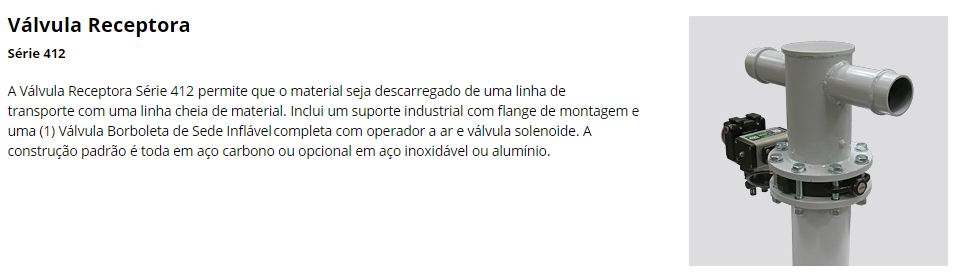 Válvula Receptora
Série 412
A Válvula Receptora Série 412 permite que o material seja descarregado de uma linha de
transporte com uma linha cheia de material. Inclui um suporte industrial com flange de montagem e
uma (1) Válvula Borboleta de Sede Inflável completa com operador a ar e válvula solenoide. A
construção padrão é toda em aço carbono ou opcional em aço inoxidável ou alumínio.